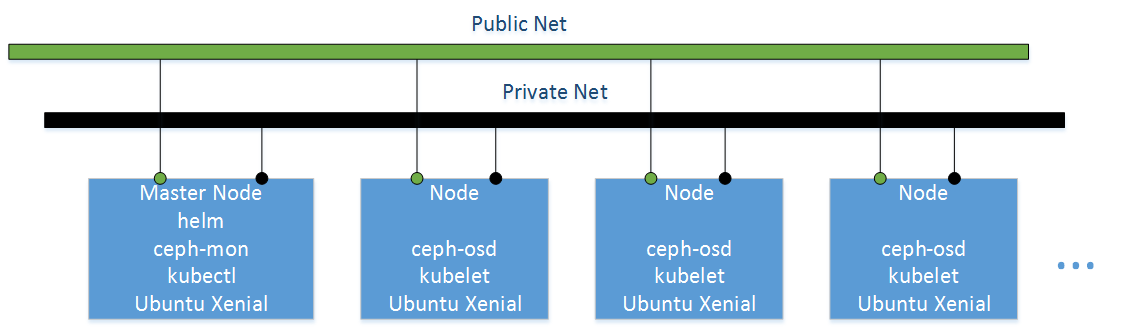 Public Net
Private Net
Master Node
helm
ceph-mon
kubectl
Ubuntu Xenial
Node
ceph-osd
kubelet
Ubuntu Xenial
Node
ceph-osd
kubelet
Ubuntu Xenial
Node
ceph-osd
kubelet
Ubuntu Xenial
...